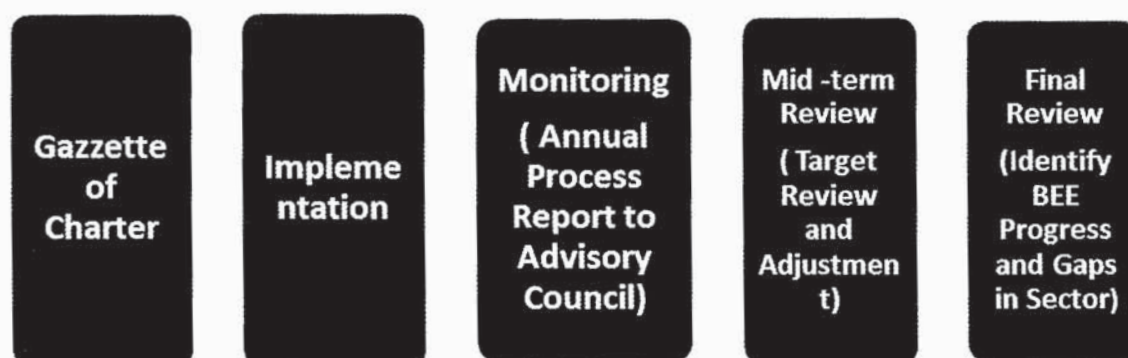 Gazzette
of
Charter
Impleme
ntation
Monitoring
( Annual
Process
Report to
Advisory
Council)
Mid -term
Review
( Target
Review
and
Adjustmen
t)
Final
Review
(Identify
BEE
Progress
and Gaps
in Sector)